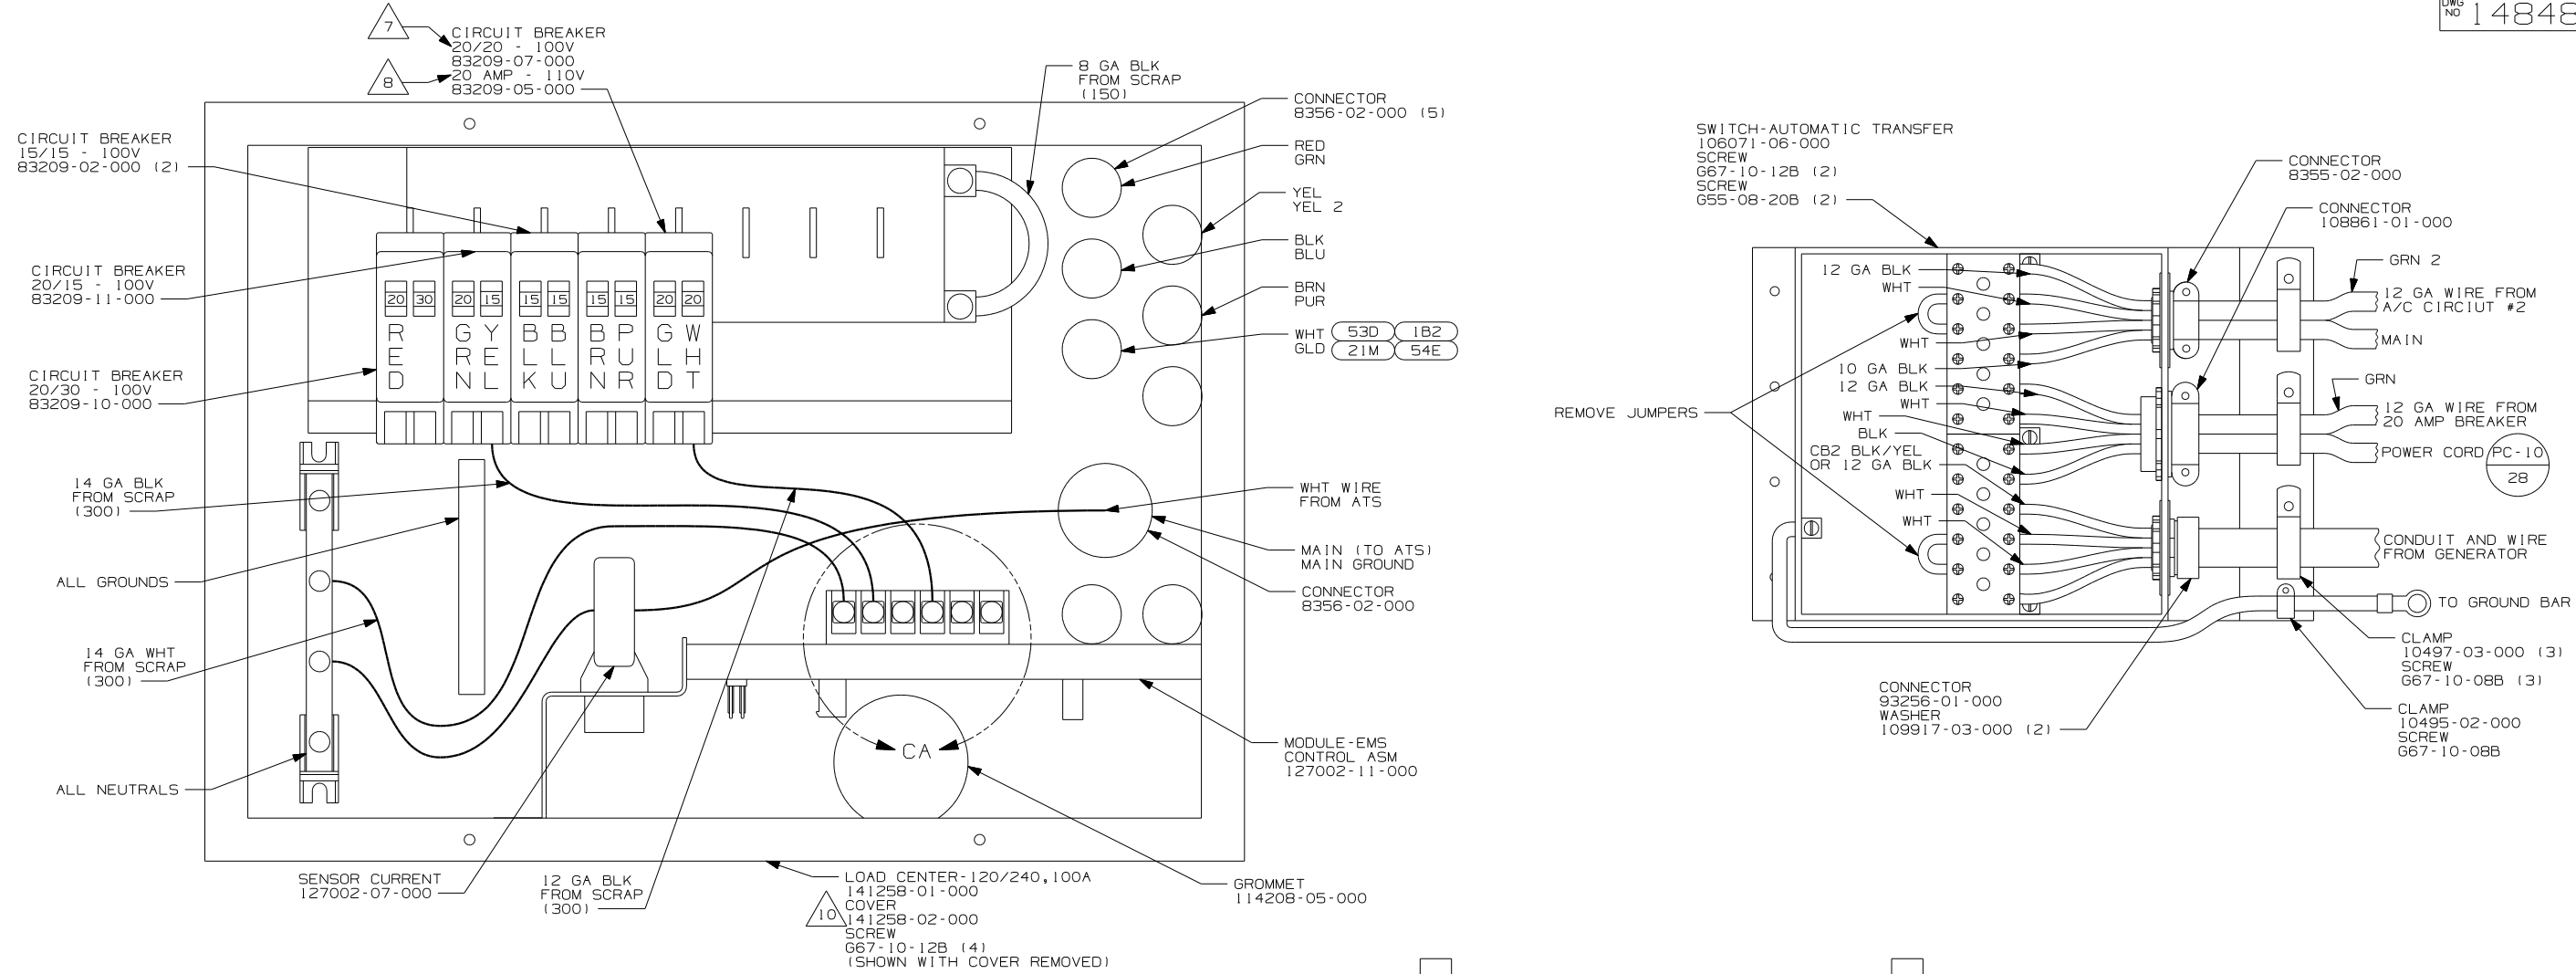 DWG
NO 14848
7
CIRCUIT BREAKER
20/20 - 100V
83209-07-000
8
20 AMP - 110V
83209-05-000
8 GA BLK
FROM SCRAP
(150)
CONNECTOR
8356-02-000 (5)
RED
GRN
YEL
YEL 2
BLK
BLU
BRN
PUR
WHT 53D 1B2
GLD 21M 54E
CIRCUIT BREAKER
15/15 - 100V
83209-02-000 (2)
CIRCUIT BREAKER
20/15 - 100V
83209-11-000
CIRCUIT BREAKER
20/30 - 100V
83209-10-000
20 30 20 15 15 15 15 15 20 20
RED
GRN
YEL
BLK
BLU
BRN
PUR
GLD
WHT
14 GA BLK
FROM SCRAP
(300)
ALL GROUNDS
14 GA WHT
FROM SCRAP
(300)
ALL NEUTRALS
WHT WIRE
FROM ATS
MAIN (TO ATS)
MAIN GROUND
CONNECTOR
8356-02-000
CA
MODULE-EMS
CONTROL ASM
127002-11-000
SENSOR CURRENT
127002-07-000
12 GA BLK
FROM SCRAP
(300)
LOAD CENTER-120/240,100A
141258-01-000
10
COVER
141258-02-000
SCREW
G67-10-12B (4)
(SHOWN WITH COVER REMOVED)
GROMMET
114208-05-000
SWITCH-AUTOMATIC TRANSFER
106071-06-000
SCREW
G67-10-12B (2)
SCREW
G55-08-20B (2)
CONNECTOR
8355-02-000
CONNECTOR
108861-01-000
12 GA BLK
WHT
WHT
10 GA BLK
12 GA BLK
WHT
WHT
BLK
CB2 BLK/YEL
OR 12 GA BLK
WHT
WHT
REMOVE JUMPERS
GRN 2
12 GA WIRE FROM
A/C CIRCIUT #2
MAIN
GRN
12 GA WIRE FROM
20 AMP BREAKER
POWER CORD
PC-10
28
CONDUIT AND WIRE
FROM GENERATOR
TO GROUND BAR
CLAMP
10497-03-000 (3)
SCREW
G67-10-08B (3)
CLAMP
10495-02-000
SCREW
G67-10-08B
CONNECTOR
93256-01-000
WASHER
109917-03-000 (2)